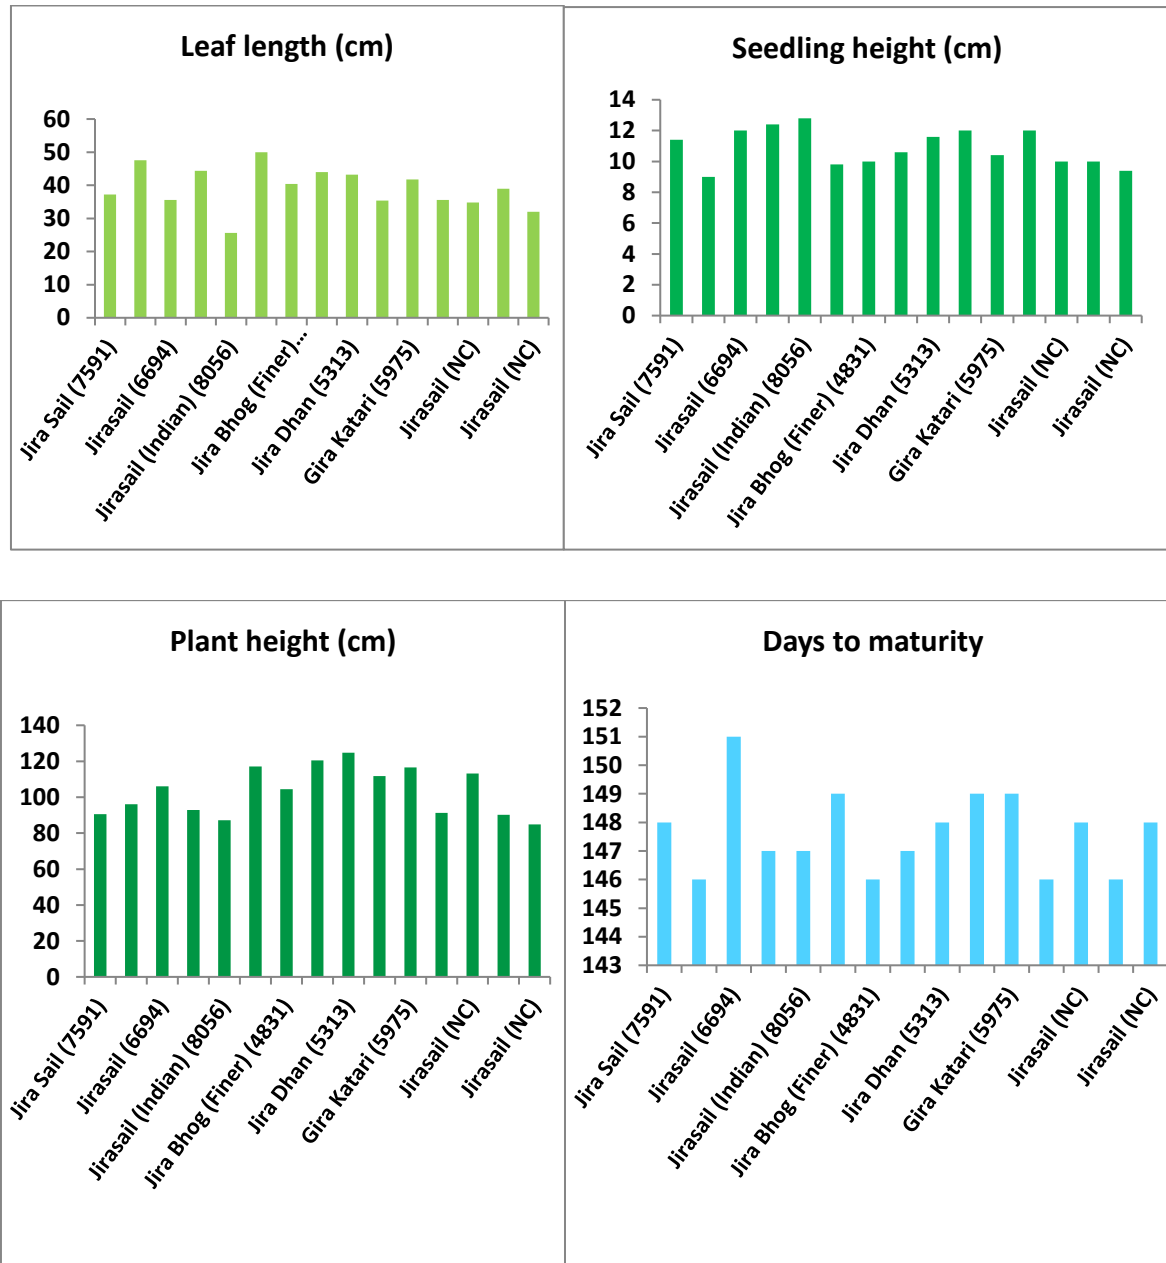 Leaf length (cm)
60
50
40
30
20
10
0
Jira Sail (7591)
Jirasail (6694)
Jirasail (Indian) (8056)
Jira Bhog (Finer)...
Jira Dhan (5313)
Gira Katari (5975)
Jirasail (NC)
Jirasail (NC)
Seedling height (cm)
14
12
10
8
6
4
2
0
Jira Sail (7591)
Jirasail (6694)
Jirasail (Indian) (8056)
Jira Bhog (Finer) (4831)
Jira Dhan (5313)
Gira Katari (5975)
Jirasail (NC)
Jirasail (NC)
Plant height (cm)
140
120
100
80
60
40
20
0
Jira Sail (7591)
Jirasail (6694)
Jirasail (Indian) (8056)
Jira Bhog (Finer) (4831)
Jira Dhan (5313)
Gira Katari (5975)
Jirasail (NC)
Jirasail (NC)
Days to maturity
152
151
150
149
148
147
146
145
144
143
Jira Sail (7591)
Jirasail (6694)
Jirasail (Indian) (8056)
Jira Bhog (Finer) (4831)
Jira Dhan (5313)
Gira Katari (5975)
Jirasail (NC)
Jirasail (NC)